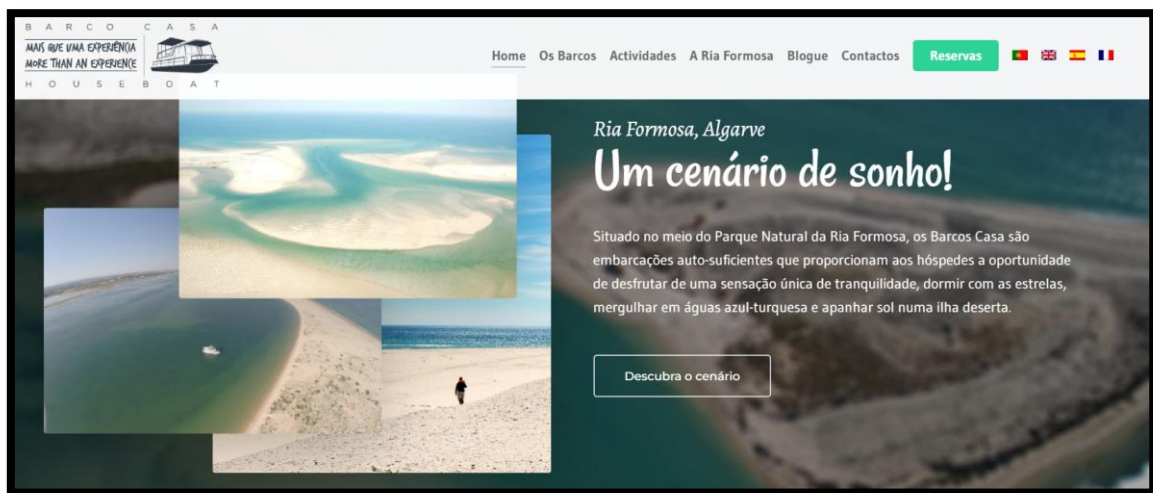 BARCO CASA
MAIS QUE UMA EXPERIÊNCIA
MORE THAN AN EXPERIENCE
HOUSEBOAT
Home Os Barcos Actividades A Ria Formosa Blogue Contactos Reservas
Ria Formosa, Algarve
Um cenário de sonho!
Situado no meio do Parque Natural da Ria Formosa, os Barcos Casa são
embarcações auto-suficientes que proporcionam aos hóspedes a oportunidade
de desfrutar de uma sensação única de tranquilidade, dormir com as estrelas,
mergulhar em águas azul-turquesa e apanhar sol numa ilha deserta.
Descubra o cenário